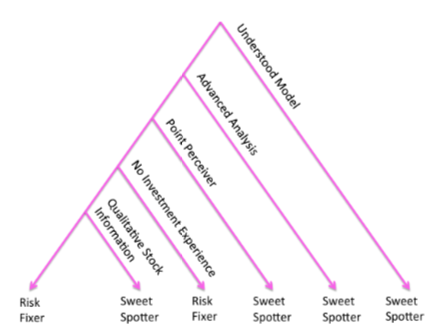 Understood Model
Advanced Analysis
Point Perceiver
No Investment Experience
Qualitative Stock
Information
Risk
Fixer
Sweet
Spotter
Risk
Fixer
Sweet
Spotter
Sweet
Spotter
Sweet
Spotter